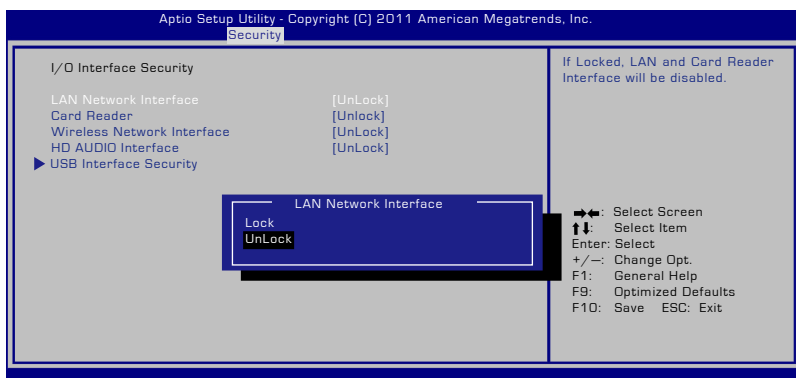 Aptio Setup Utility - Copyright (C) 2011 American Megatrends, Inc.
Security
I/O Interface Security
LAN Network Interface [UnLock]
Card Reader [Unlock]
Wireless Network Interface [UnLock]
HD AUDIO Interface [UnLock]
USB Interface Security
LAN Network Interface
Lock
UnLock
If Locked, LAN and Card Reader
Interface will be disabled.
→←: Select Screen
↑↓: Select Item
Enter: Select
+/—: Change Opt.
F1: General Help
F9: Optimized Defaults
F10: Save ESC: Exit